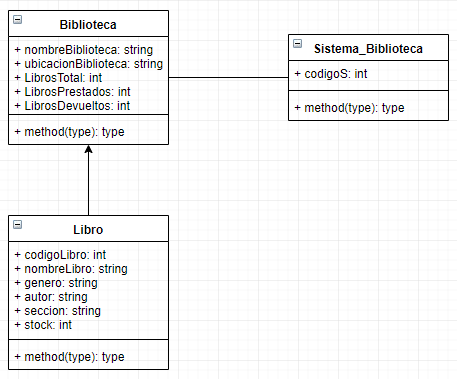 Biblioteca
+ nombreBiblioteca: string
+ ubicacionBiblioteca: string
+ LibrosTotal: int
+ LibrosPrestados: int
+ LibrosDevueltos: int
+ method(type): type
Sistema_Biblioteca
+ codigoS: int
+ method(type): type
Libro
+ codigoLibro: int
+ nombreLibro: string
+ genero: string
+ autor: string
+ seccion: string
+ stock: int
+ method(type): type